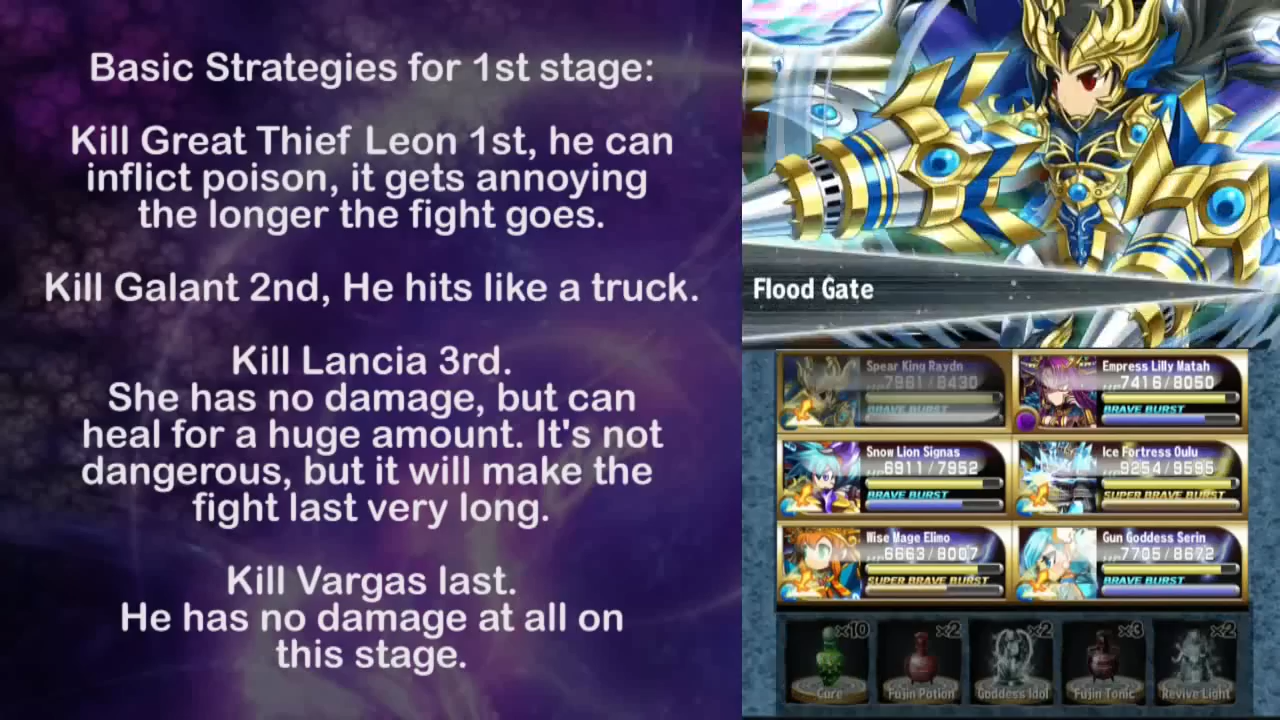 Basic Strategies for 1st stage:
Kill Great Thief Leon 1st, he can
inflict poison, it gets annoying
the longer the fight goes.
Kill Galant 2nd, He hits like a truck.
Kill Lancia 3rd.
She has no damage, but can
heal for a huge amount. It's not
dangerous, but it will make the
fight last very long.
Kill Vargas last.
He has no damage at all on
this stage.
Flood Gate
Spear King Raydn
7961/8430
BRAVE BURST
Empress Lilly Matah
7416/8050
BRAVE BURST
Snow Lion Signas
6911/7952
BRAVE BURST
Ice Fortress Oulu
9254/9595
SUPER BRAVE BURST
Wise Mage Elimo
6663/8007
SUPER BRAVE BURST
Gun Goddess Serin
7705/8672
BRAVE BURST
x10
x2
x2
x3
x2
Cure
Fujin Potion
Goddess Idol
Fujin Tonic
Revive Light